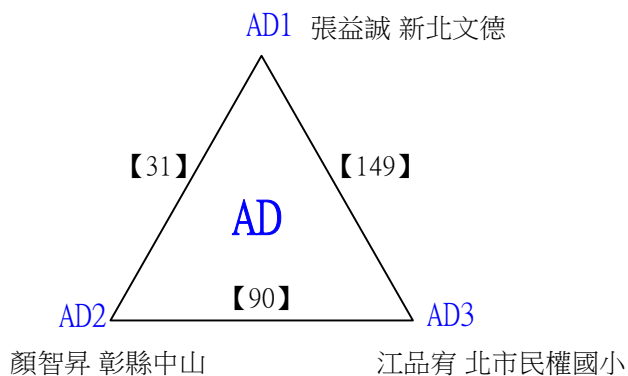 AD1 張益誠 新北文德
【31】
【149】
AD
【90】
AD2
AD3
顏智昇 彰縣中山
江品宥 北市民權國小